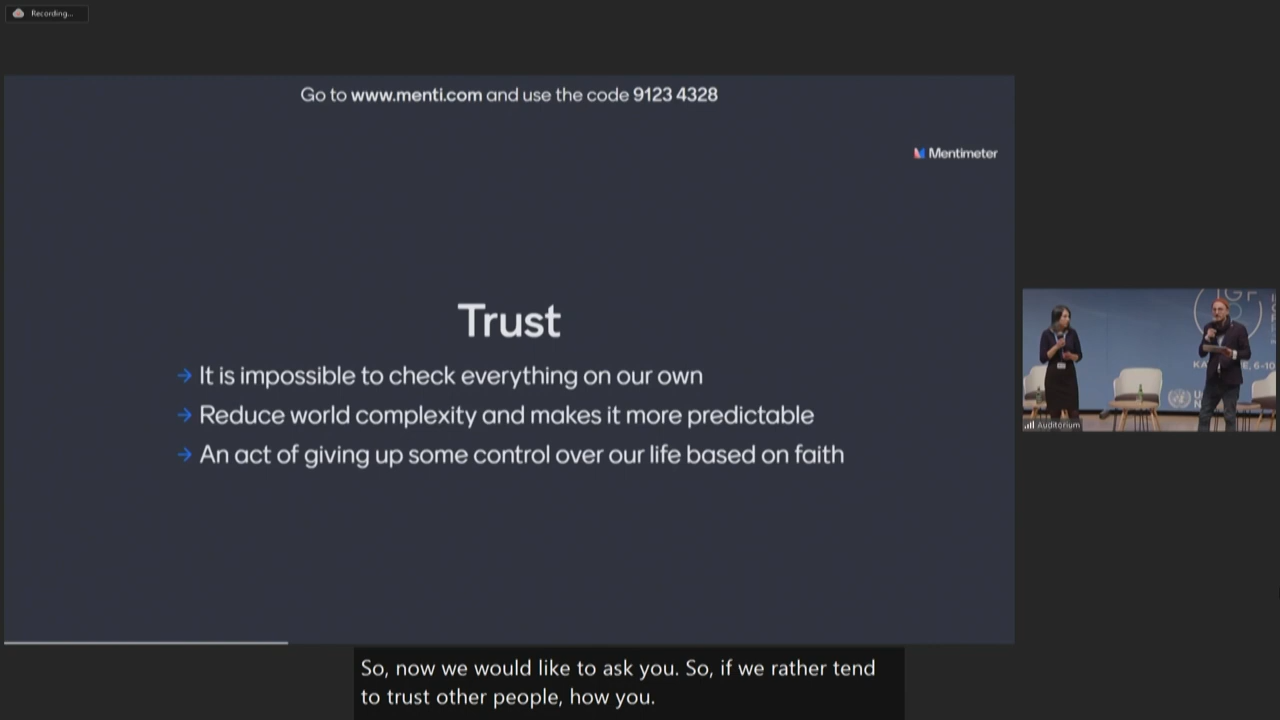 Recording...
Go to www.menti.com and use the code 9123 4328
Mentimeter
Trust
→ It is impossible to check everything on our own
→ Reduce world complexity and makes it more predictable
→ An act of giving up some control over our life based on faith
IGF
Auditorium
So, now we would like to ask you. So, if we rather tend
to trust other people, how you.